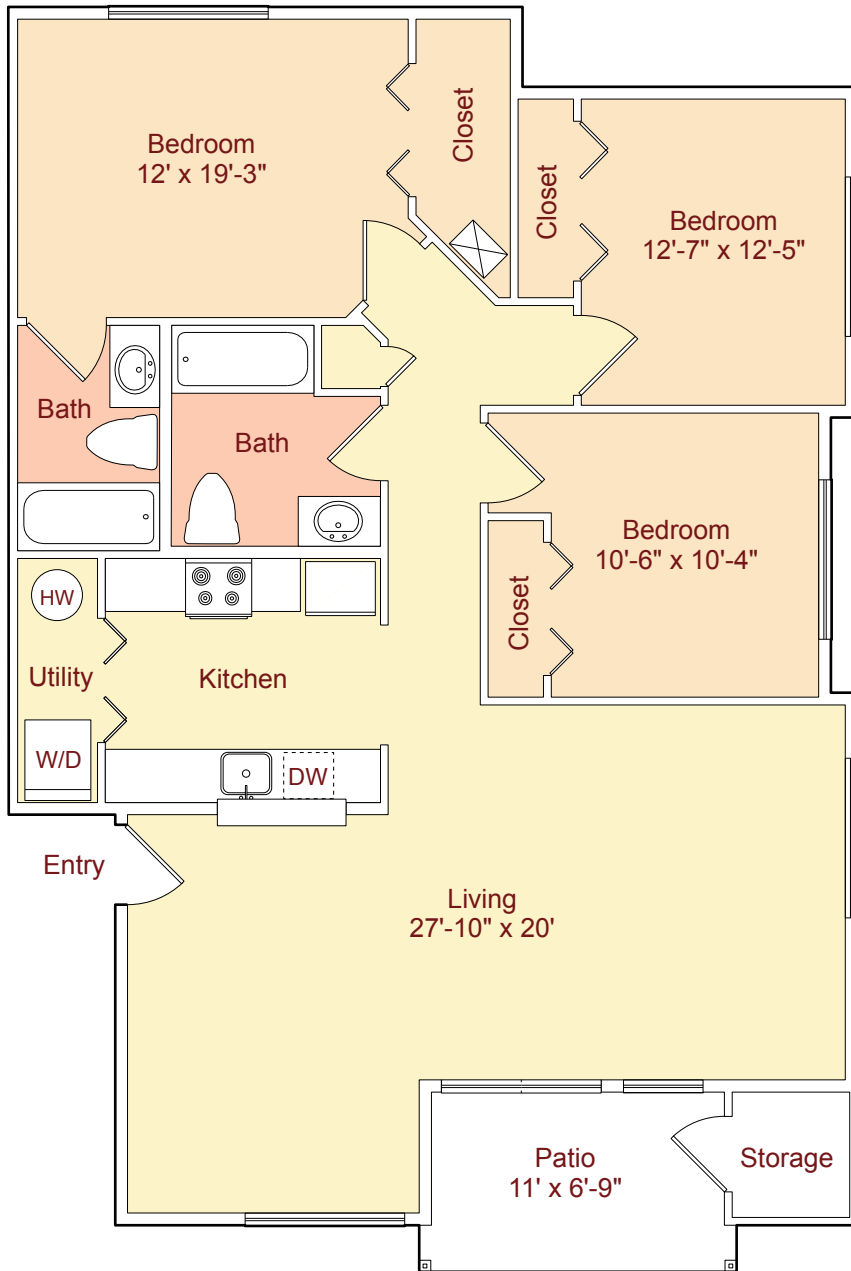 Bedroom
12' x 19'-3"
Closet
Closet
Bedroom
12'-7" x 12'-5"
Bath
Bath
Bedroom
10'-6" x 10'-4"
Closet
HW
Utility
Kitchen
W/D
DW
Entry
Living
27'-10" x 20'
Patio
11' x 6'-9"
Storage